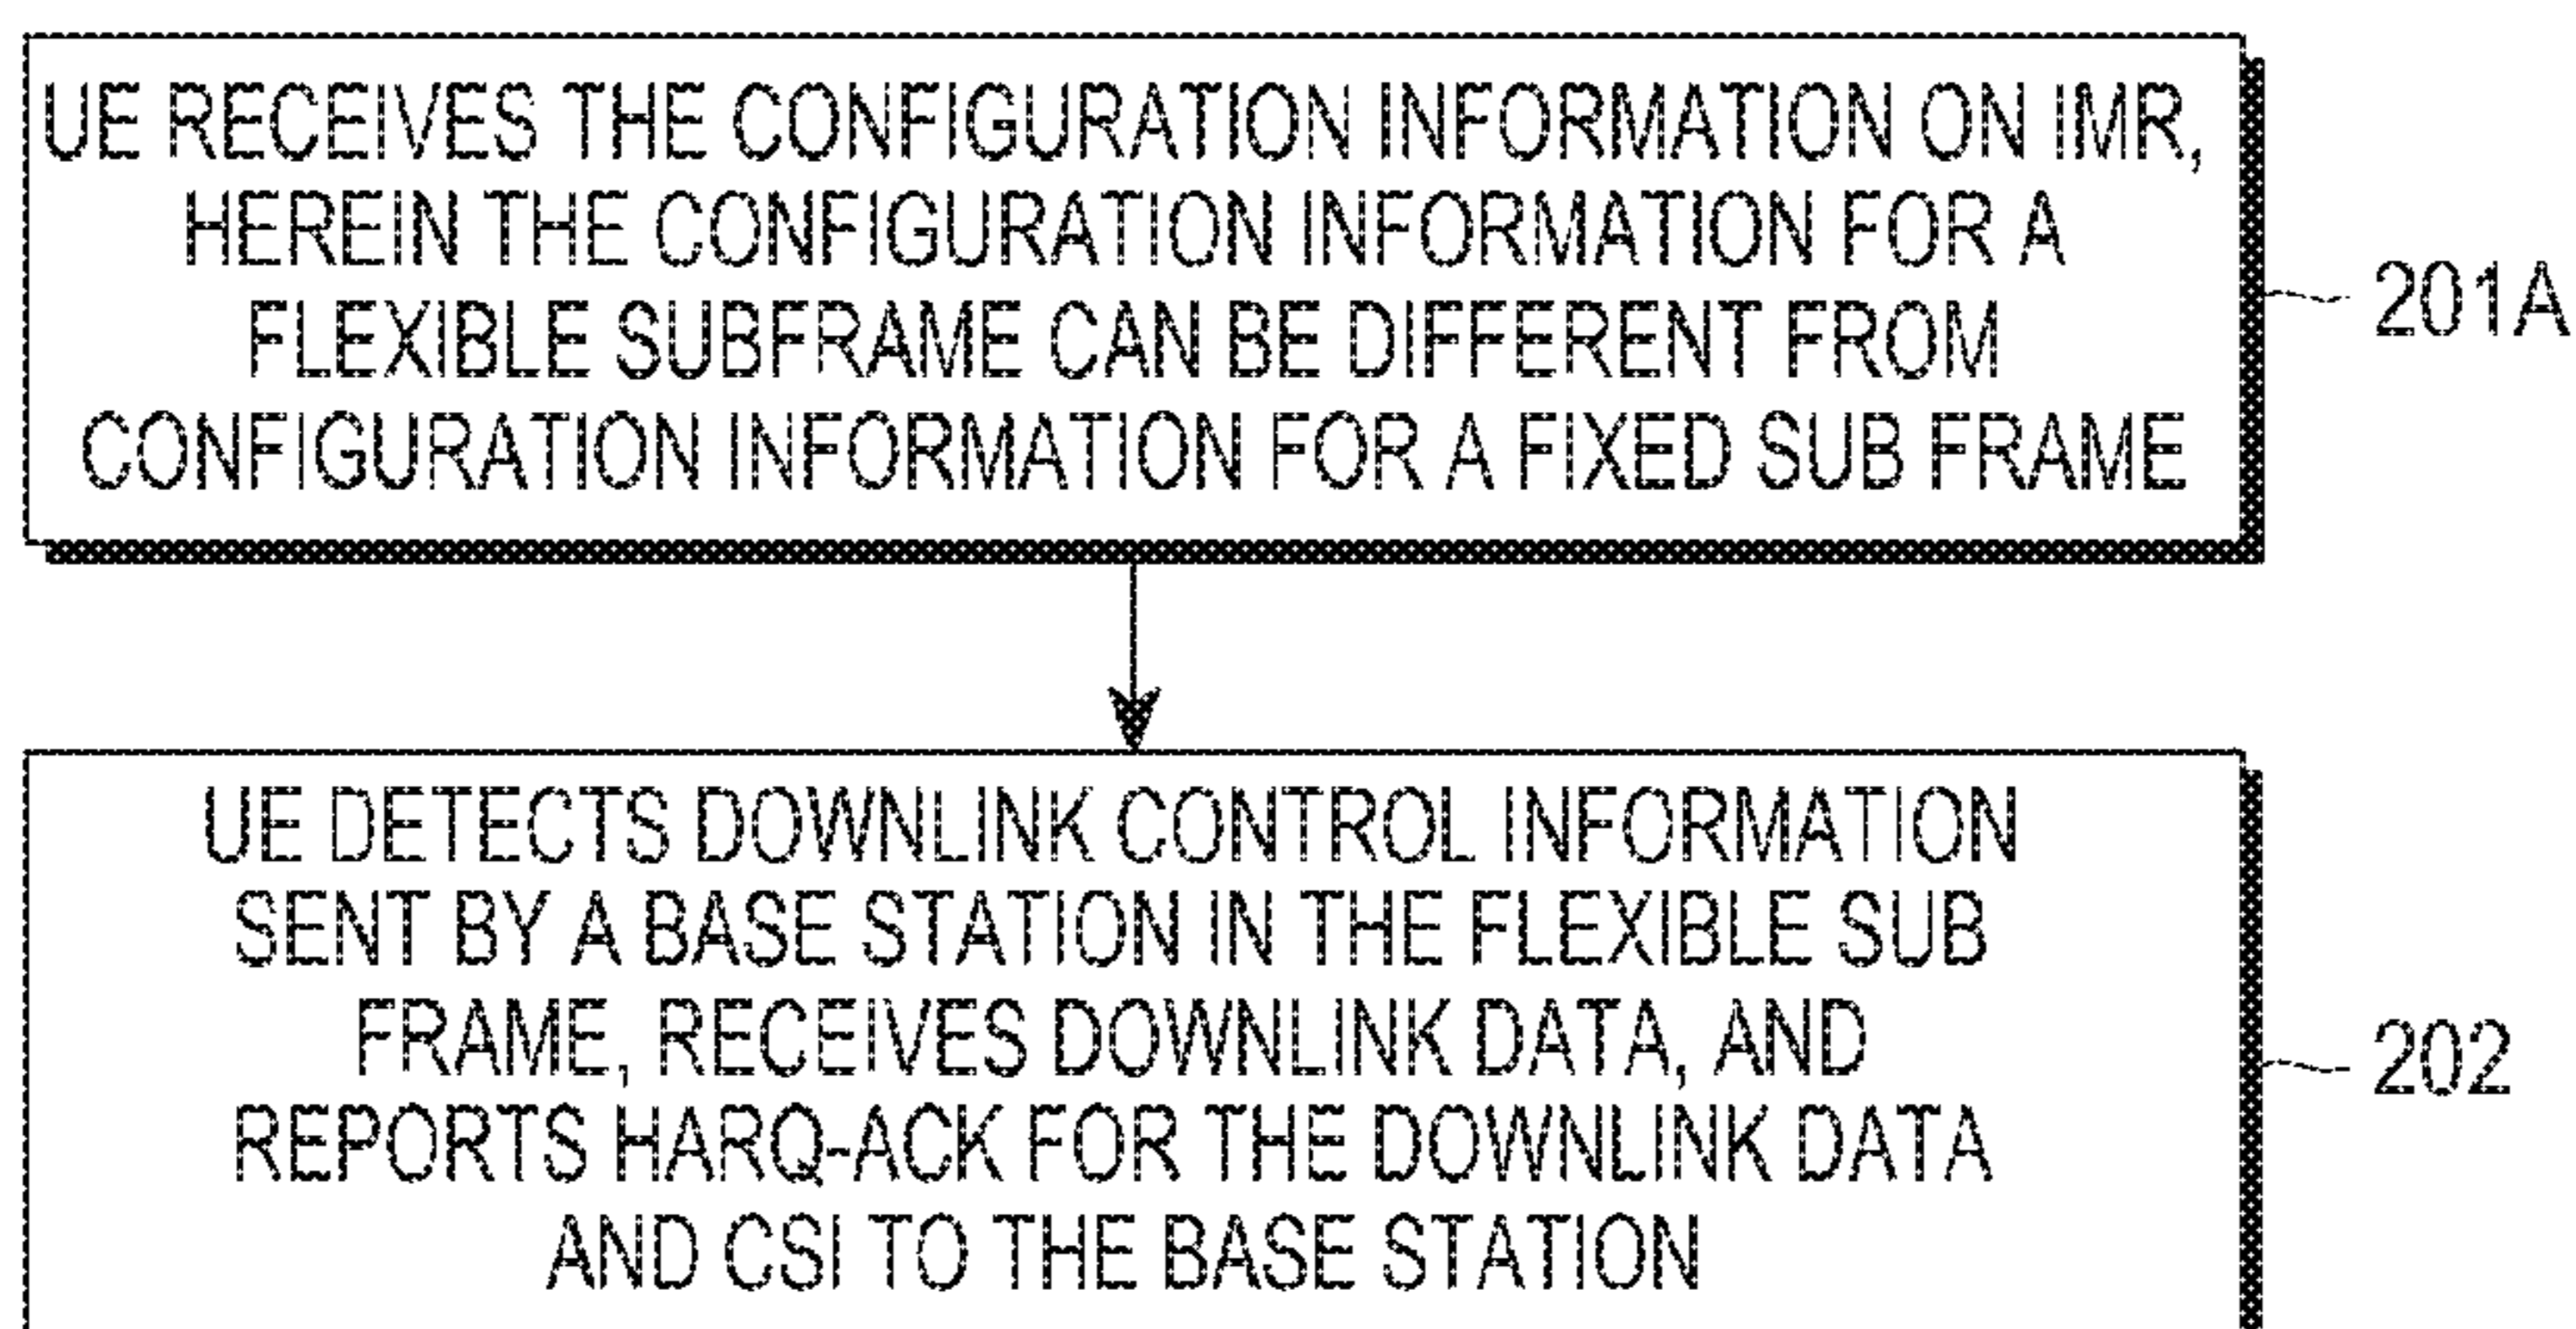 UE RECEIVES THE CONFIGURATION INFORMATION ON IMR,
HEREIN THE CONFIGURATION INFORMATION FOR A
FLEXIBLE SUBFRAME CAN BE DIFFERENT FROM
CONFIGURATION INFORMATION FOR A FIXED SUB FRAME
201A
UE DETECTS DOWNLINK CONTROL INFORMATION
SENT BY A BASE STATION IN THE FLEXIBLE SUB
FRAME, RECEIVES DOWNLINK DATA, AND
REPORTS HARQ-ACK FOR THE DOWNLINK DATA
AND CSI TO THE BASE STATION
202